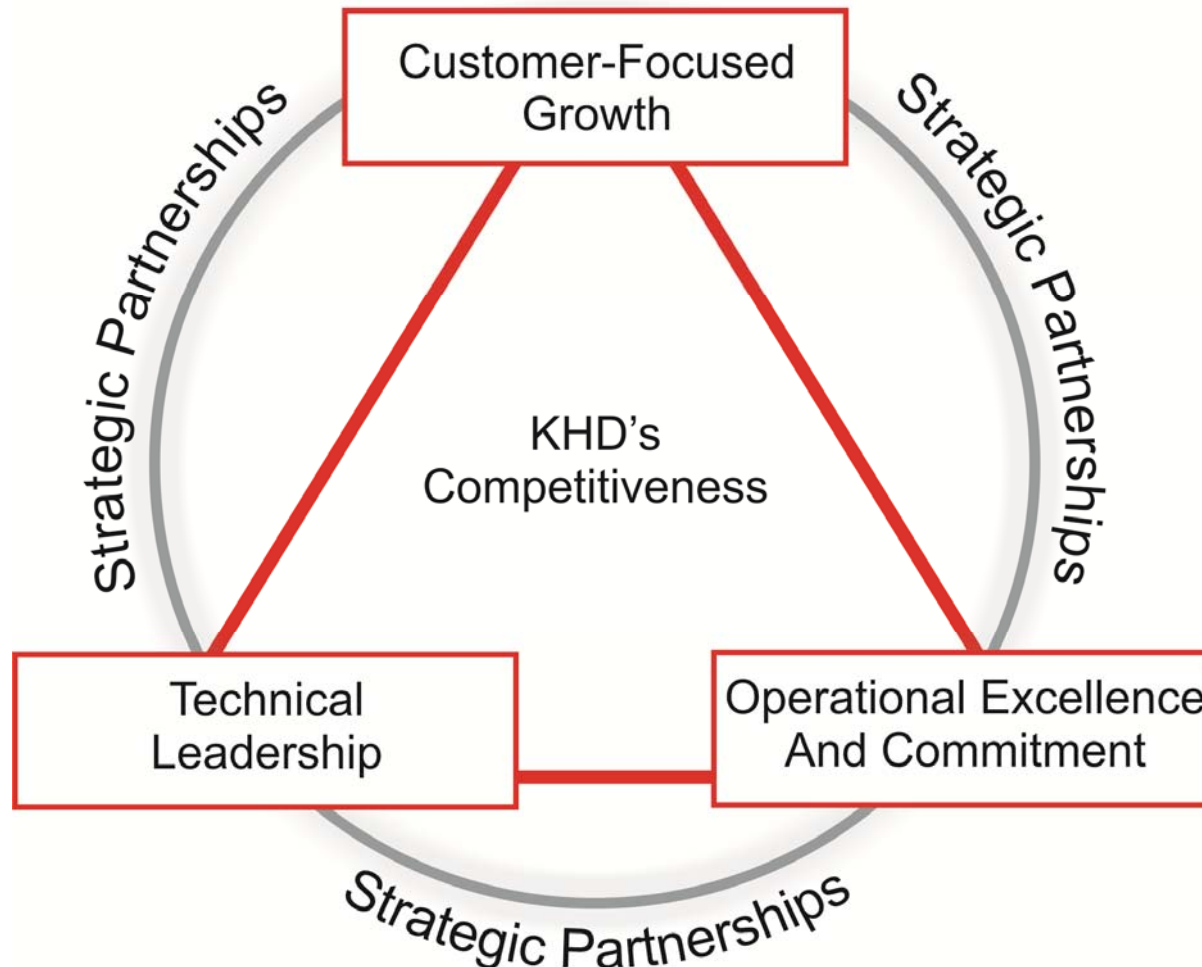 Customer-Focused
Growth
Strategic Partnerships
Strategic Partnerships
KHD’s
Competitiveness
Technical
Leadership
Operational Excellence
And Commitment
Strategic Partnerships